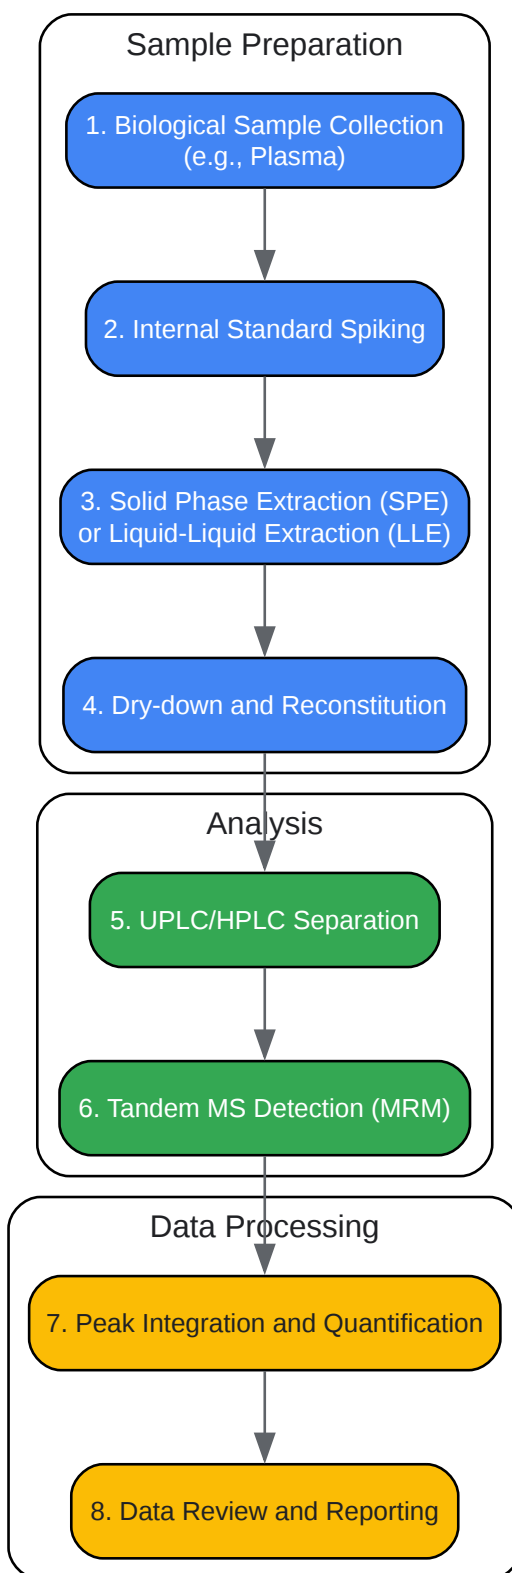 Sample Preparation
1. Biological Sample Collection
(e.g., Plasma)
2. Internal Standard Spiking
3. Solid Phase Extraction (SPE)
or Liquid-Liquid Extraction (LLE)
4. Dry-down and Reconstitution
Analysis
5. UPLC/HPLC Separation
6. Tandem MS Detection (MRM)
Data Processing
7. Peak Integration and Quantification
8. Data Review and Reporting